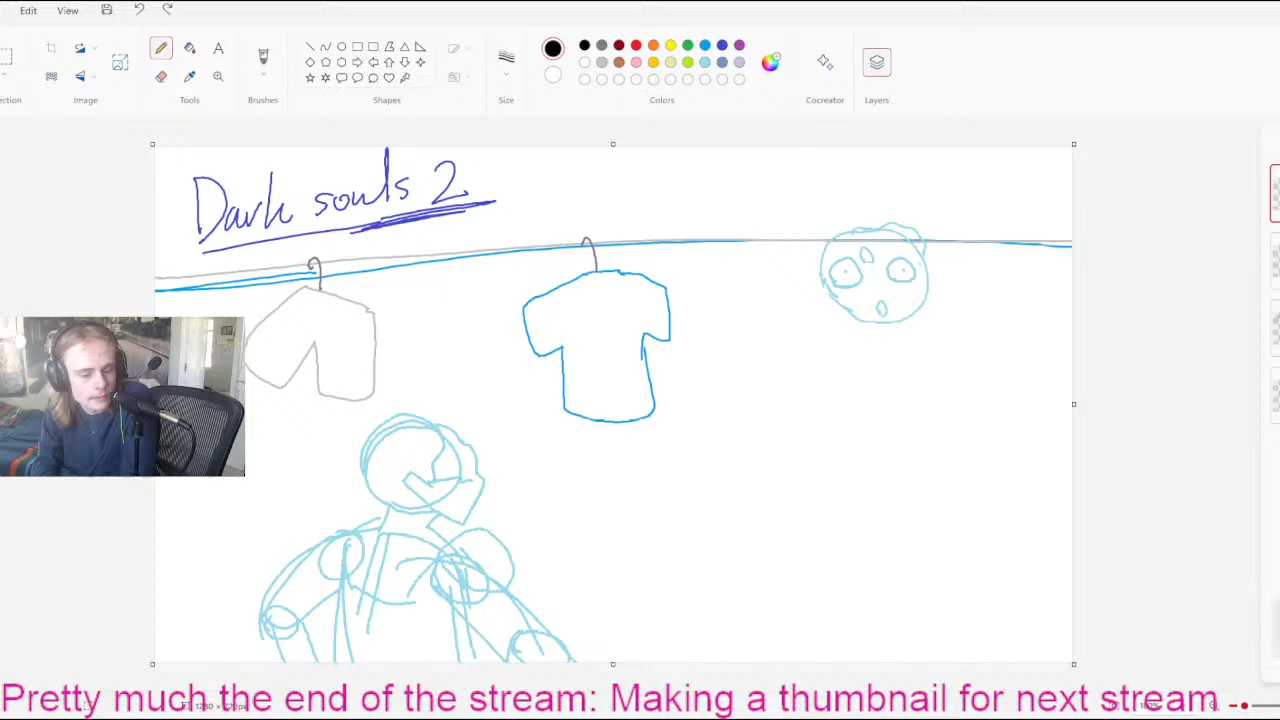 Edit View
Image Tools Brushes Shapes Size Colors Cocreator Layers
Dark souls 2
Pretty much the end of the stream: Making a thumbnail for next stream
100%